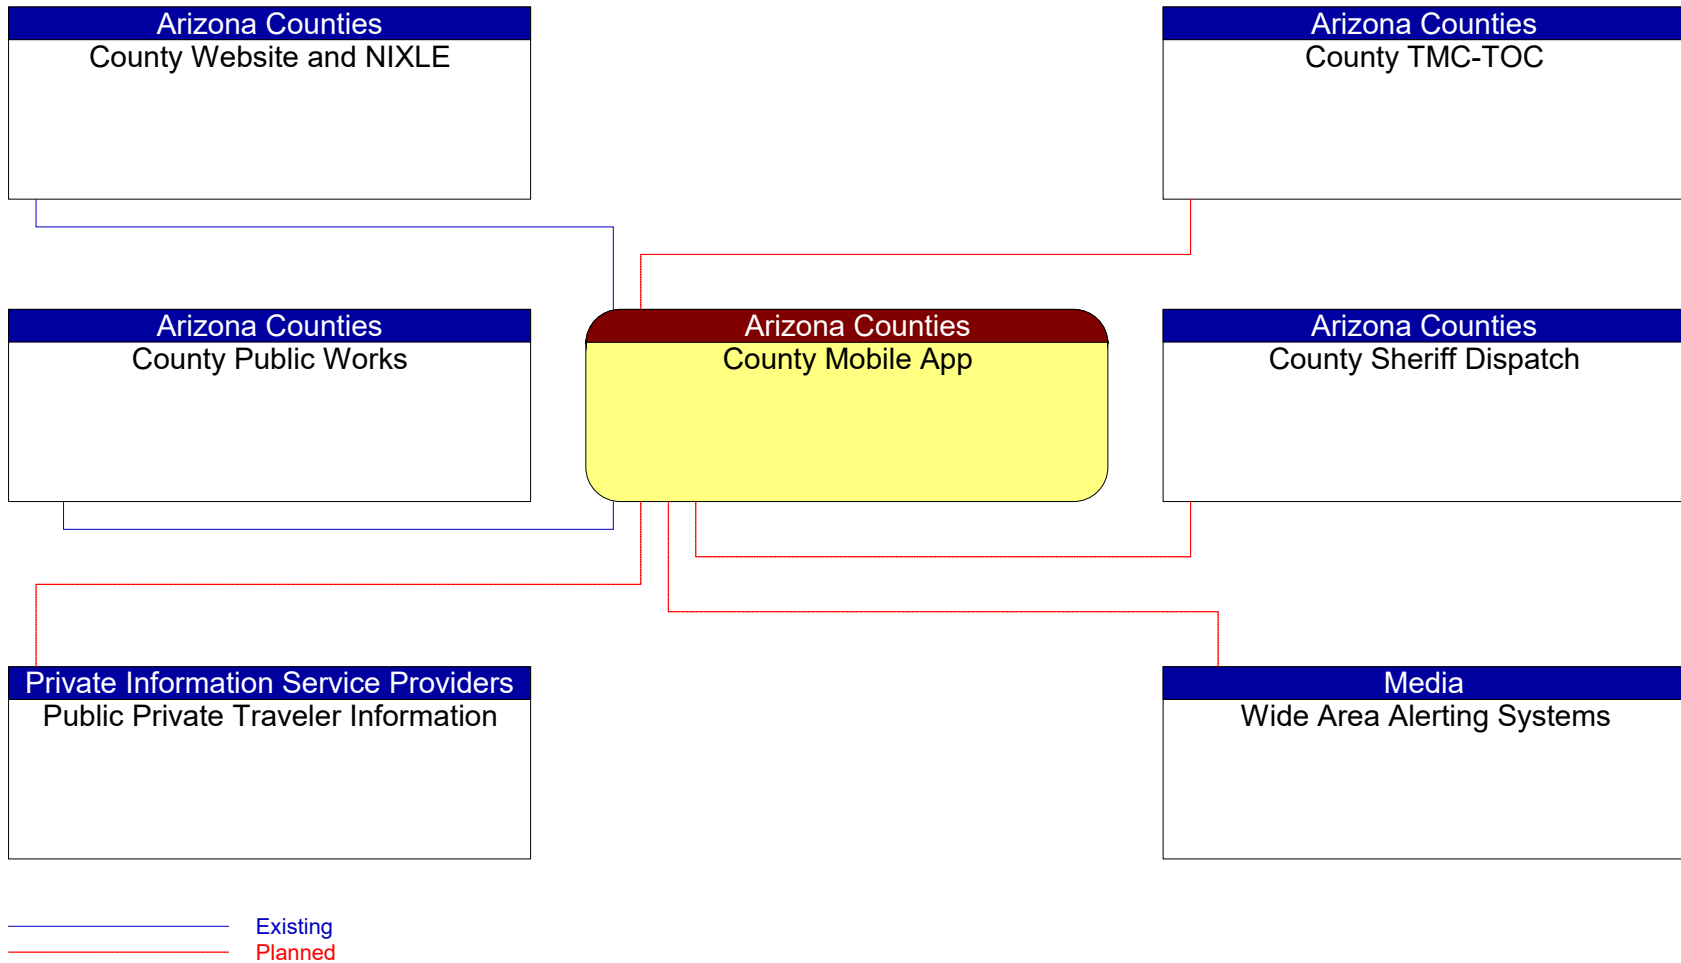 Arizona Counties
County Website and NIXLE
Arizona Counties
County TMC-TOC
Arizona Counties
County Public Works
Arizona Counties
County Mobile App
Arizona Counties
County Sheriff Dispatch
Private Information Service Providers
Public Private Traveler Information
Media
Wide Area Alerting Systems
Existing
Planned